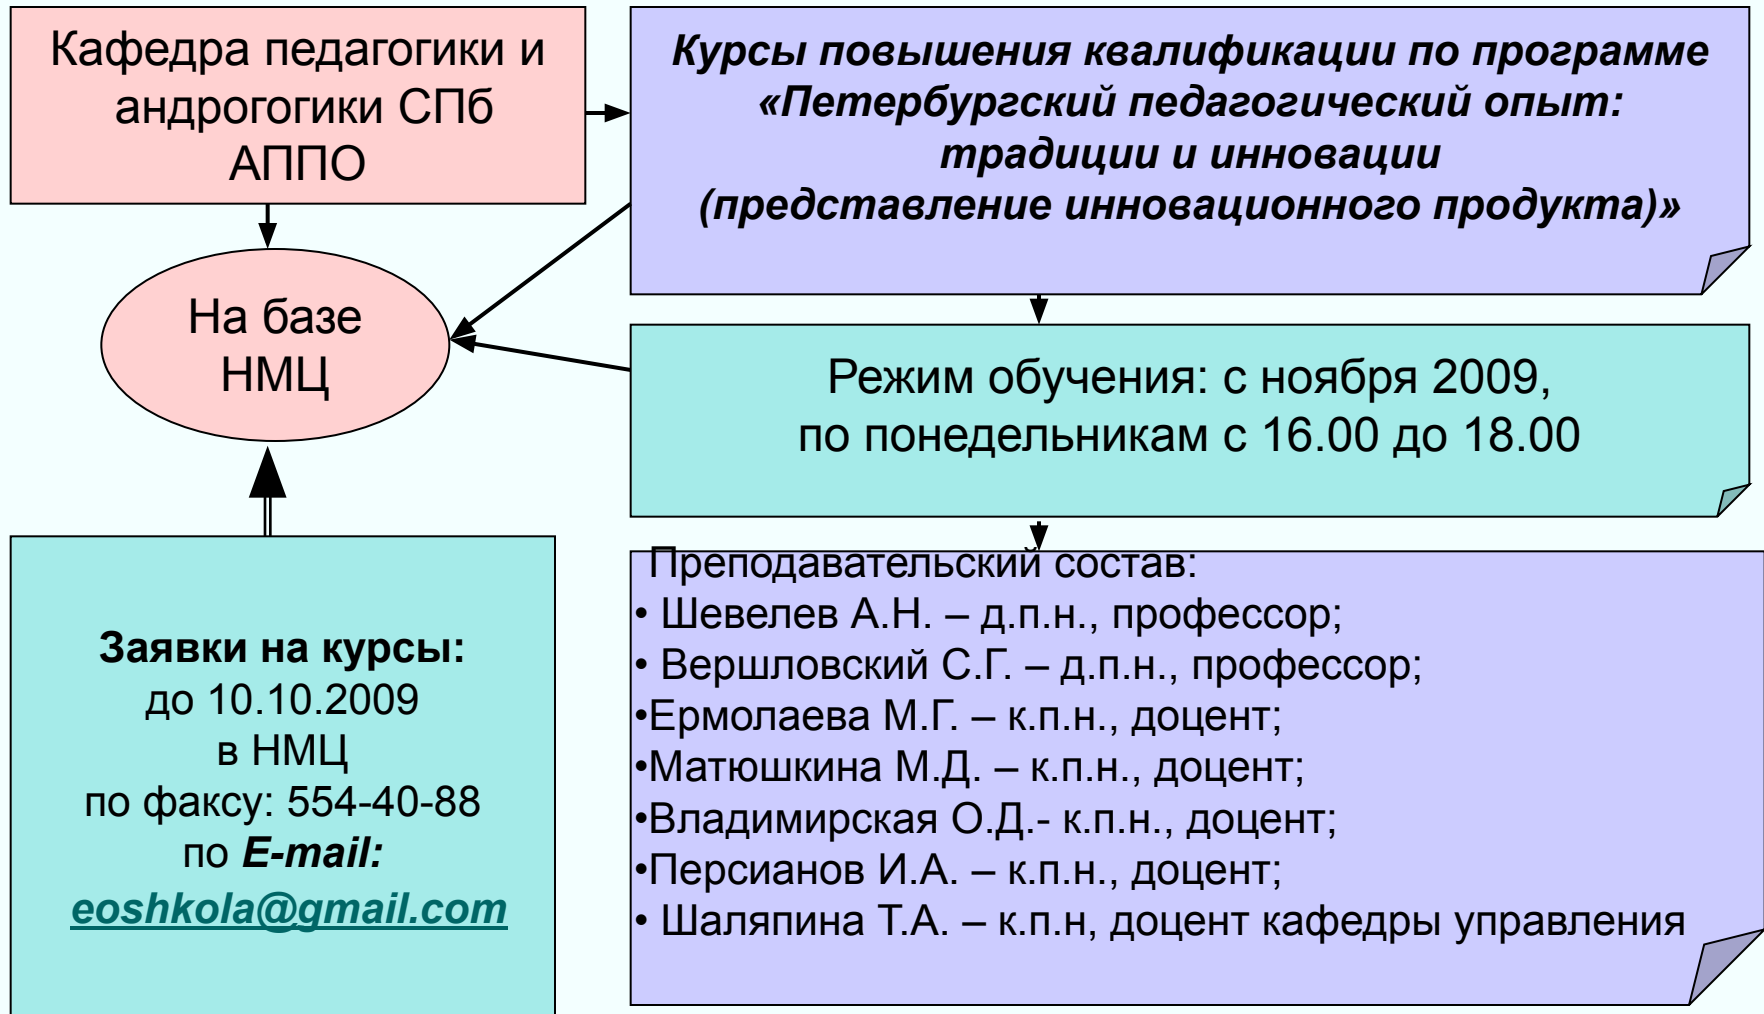 Кафедра педагогики и
андрогогики СПб
АППО
Курсы повышения квалификации по программе
«Петербургский педагогический опыт:
традиции и инновации
(представление инновационного продукта)»
На базе
НМЦ
Режим обучения: с ноября 2009,
по понедельникам с 16.00 до 18.00
Заявки на курсы:
до 10.10.2009
в НМЦ
по факсу: 554-40-88
по E-mail:
eoshkola@gmail.com
Преподавательский состав:
• Шевелев А.Н. – д.п.н., профессор;
• Вершловский С.Г. – д.п.н., профессор;
•Ермолаева М.Г. – к.п.н., доцент;
•Матюшкина М.Д. – к.п.н., доцент;
•Владимирская О.Д.- к.п.н., доцент;
•Персианов И.А. – к.п.н., доцент;
• Шаляпина Т.А. – к.п.н, доцент кафедры управления